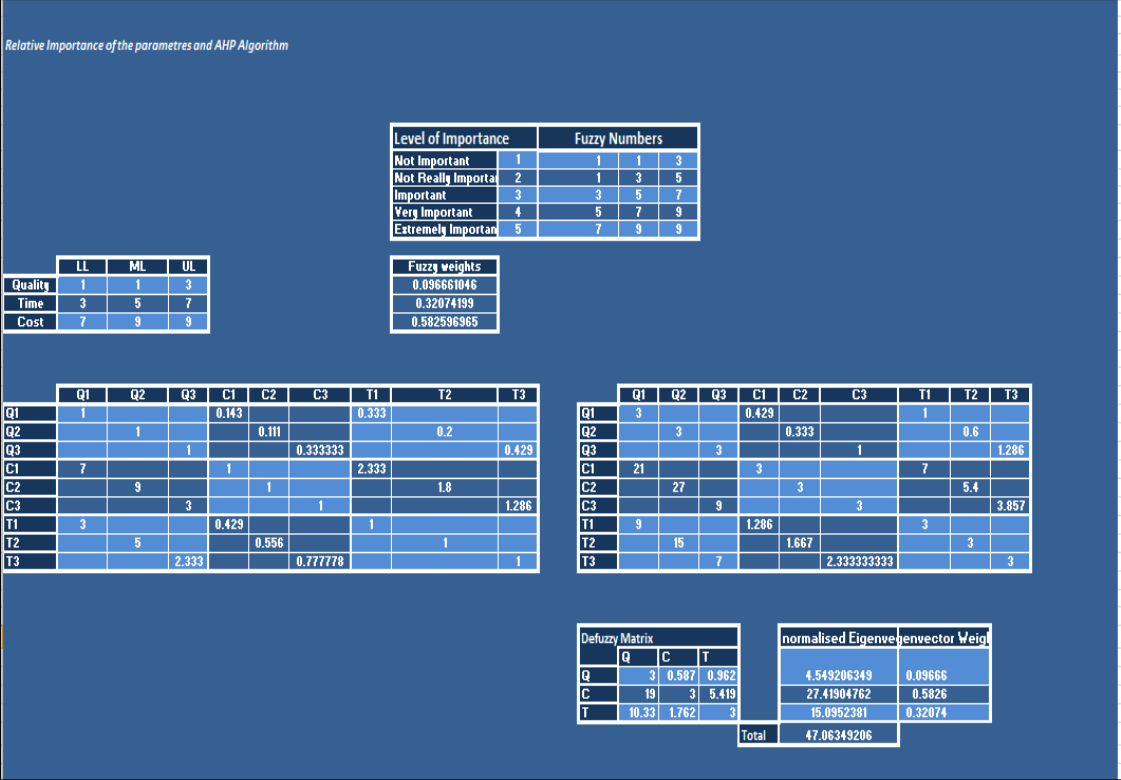 Relative Importance of the parametres and AHP Algorithm
Level of Importance Fuzzy Numbers
Not Important 1 1 1 3
Not Really Importa 2 1 3 5
Important 3 3 5 7
Very Important 4 5 7 9
Extremely Importan 5 7 9 9
LL ML UL
Quality 1 1 3
Time 3 5 7
Cost 7 9 9
Fuzzy weights
0.096661046
0.32074199
0.582596965
Q1 Q2 Q3 C1 C2 C3 T1 T2 T3
Q1 1 0.143 0.333
Q2 1 0.111 0.2
Q3 1 0.333333 0.429
C1 7 1 2.333
C2 9 1 1.8
C3 3 1 1.286
T1 3 0.429 1
T2 5 0.556 1
T3 2.333 0.777778 1
Q1 Q2 Q3 C1 C2 C3 T1 T2 T3
Q1 3 0.429 1
Q2 3 0.333 0.6
Q3 3 1 1.286
C1 21 3 7
C2 27 3 5.4
C3 9 3 3.857
T1 9 1.286 3
T2 15 1.667 3
T3 7 2.333333333 3
Defuzzy Matrix
Q C T
Q 3 0.587 0.962
C 19 3 5.419
T 10.33 1.762 3
normalised Eigenve genvector Weigl
4.549206349 0.09666
27.41904762 0.5826
15.0952381 0.32074
Total 47.06349206